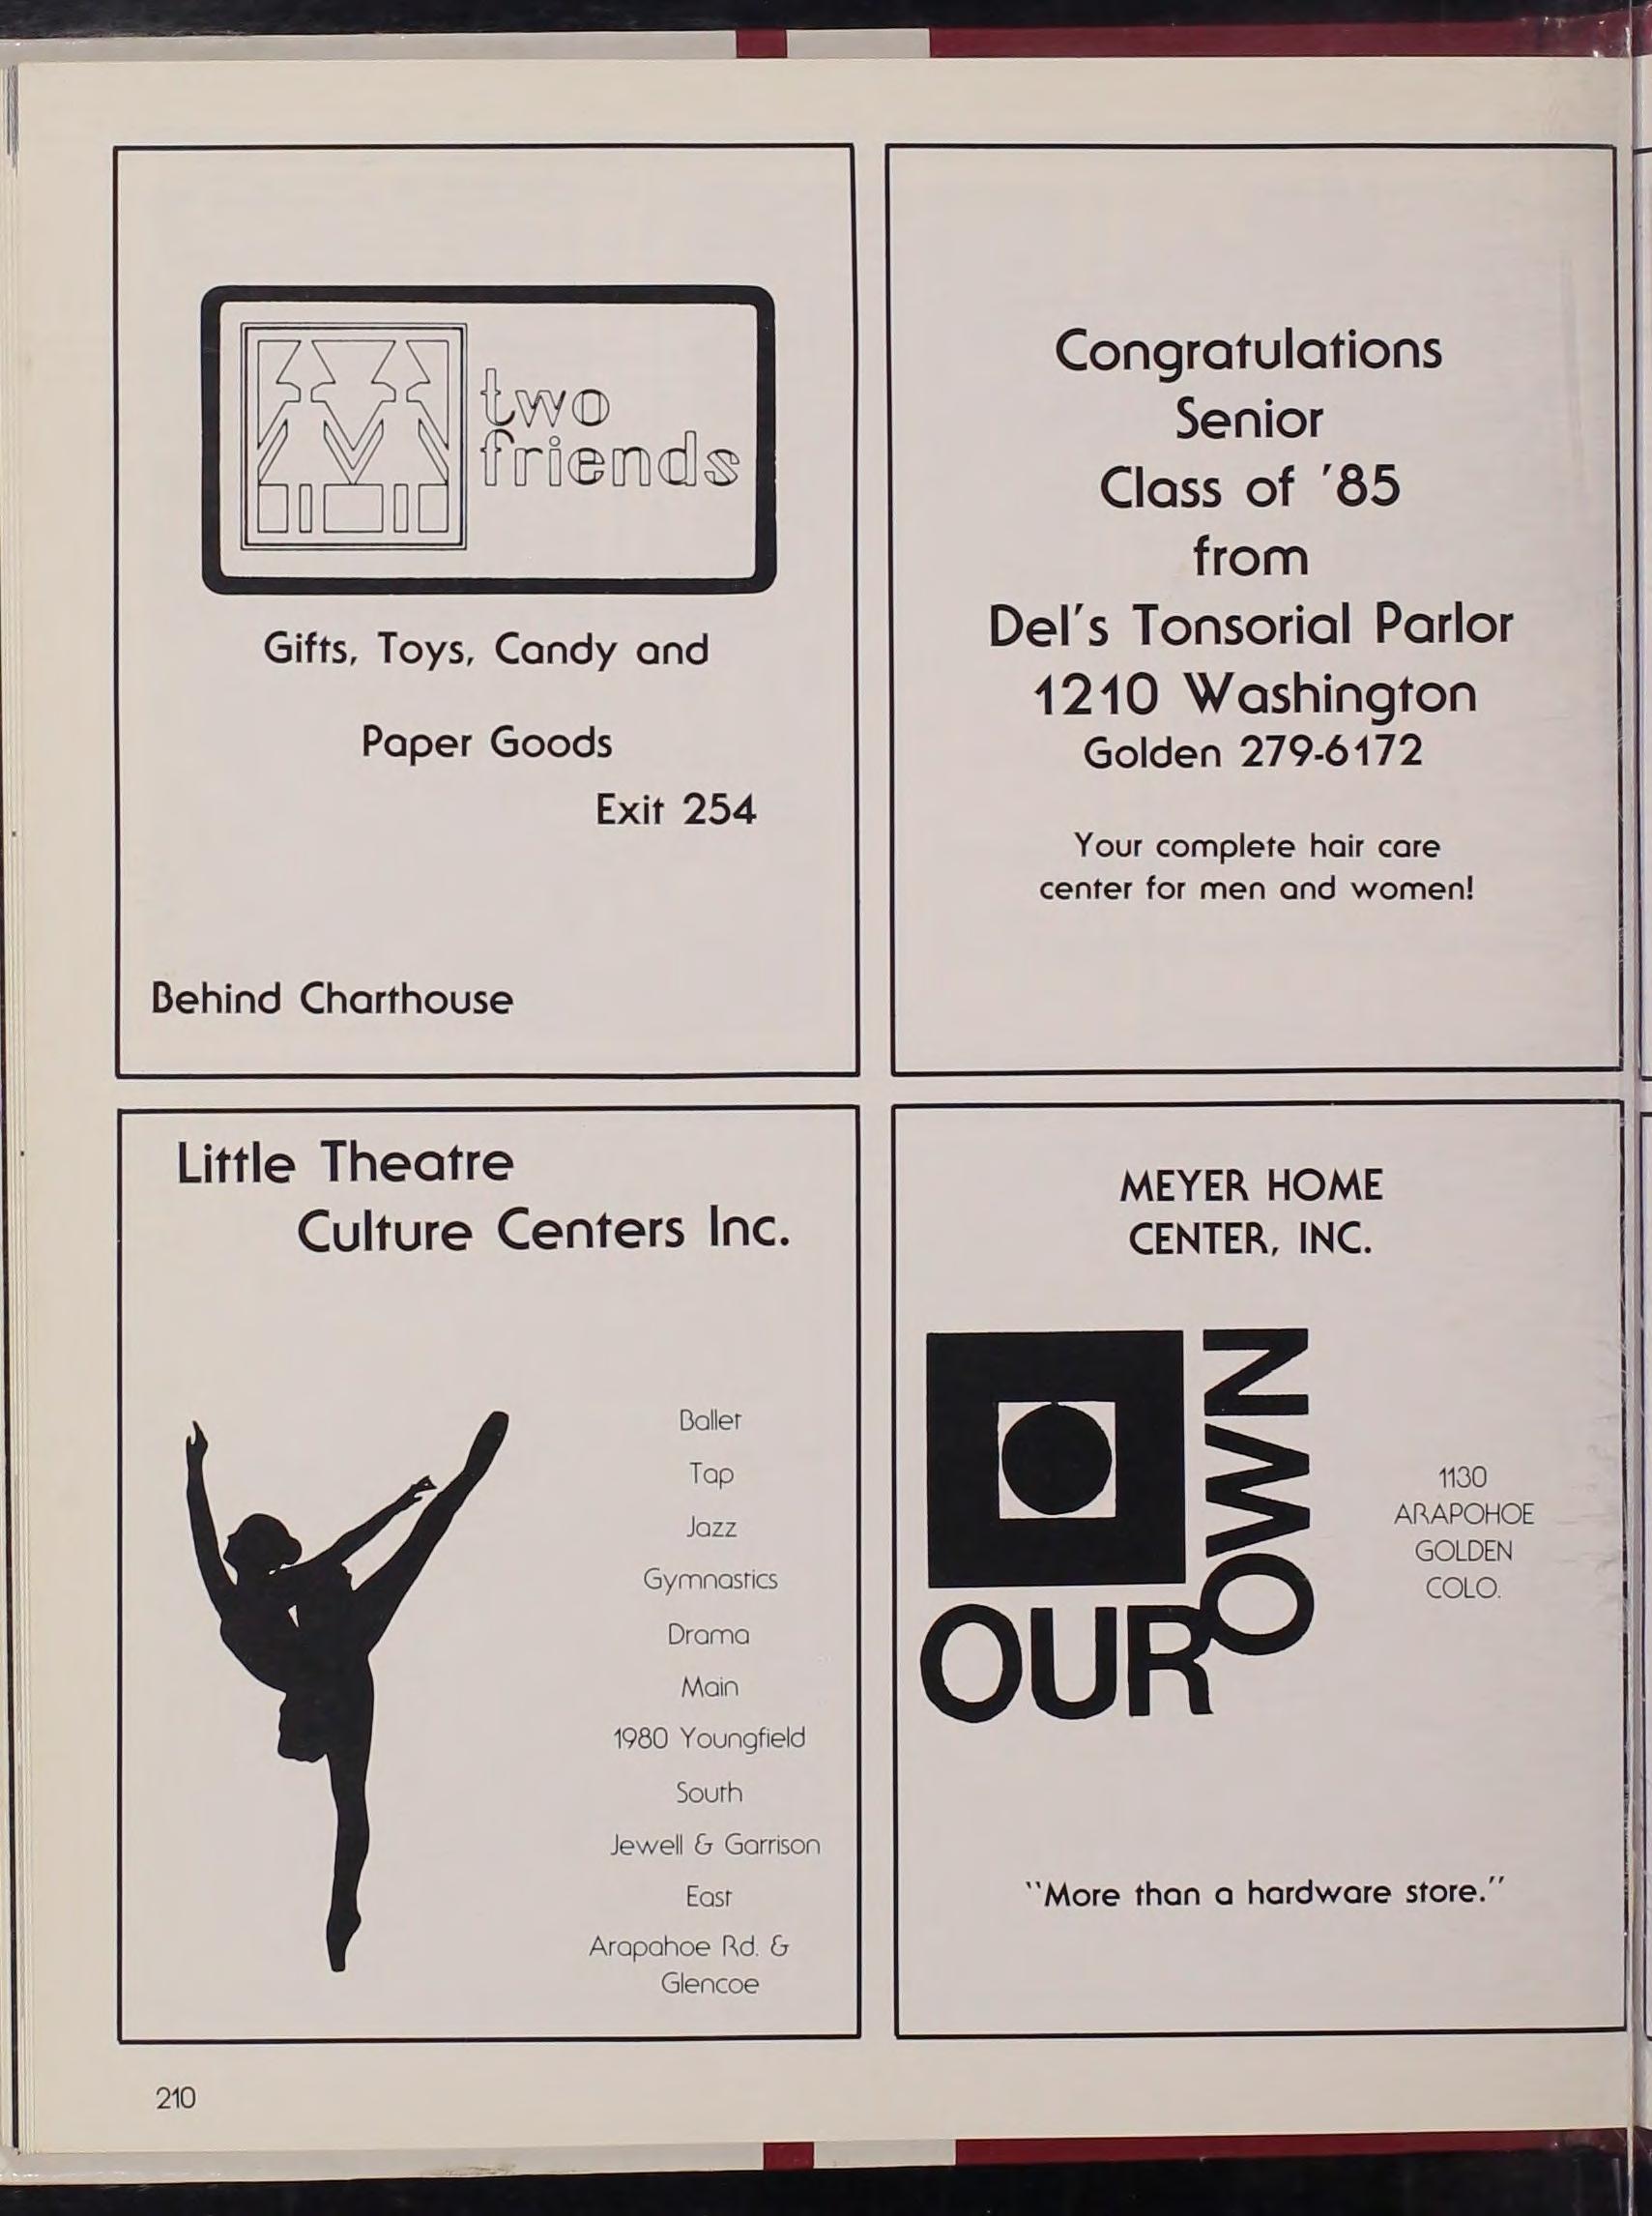 two
friends
Gifts, Toys, Candy and
Paper Goods
Exit 254
Behind Charthouse
Congratulations
Senior
Class of '85
from
Del's Tonsorial Parlor
1210 Washington
Golden 279-6172
Your complete hair care
center for men and women!
Little Theatre
Culture Centers Inc.
Ballet
Tap
Jazz
Gymnastics
Drama
Main
1980 Youngfield
South
Jewell & Garrison
East
Arapahoe Rd. &
Glencoe
MEYER HOME
CENTER, INC.
OUR
OWN
1130
ARAPOHOE
GOLDEN
COLO.
"More than a hardware store."
210